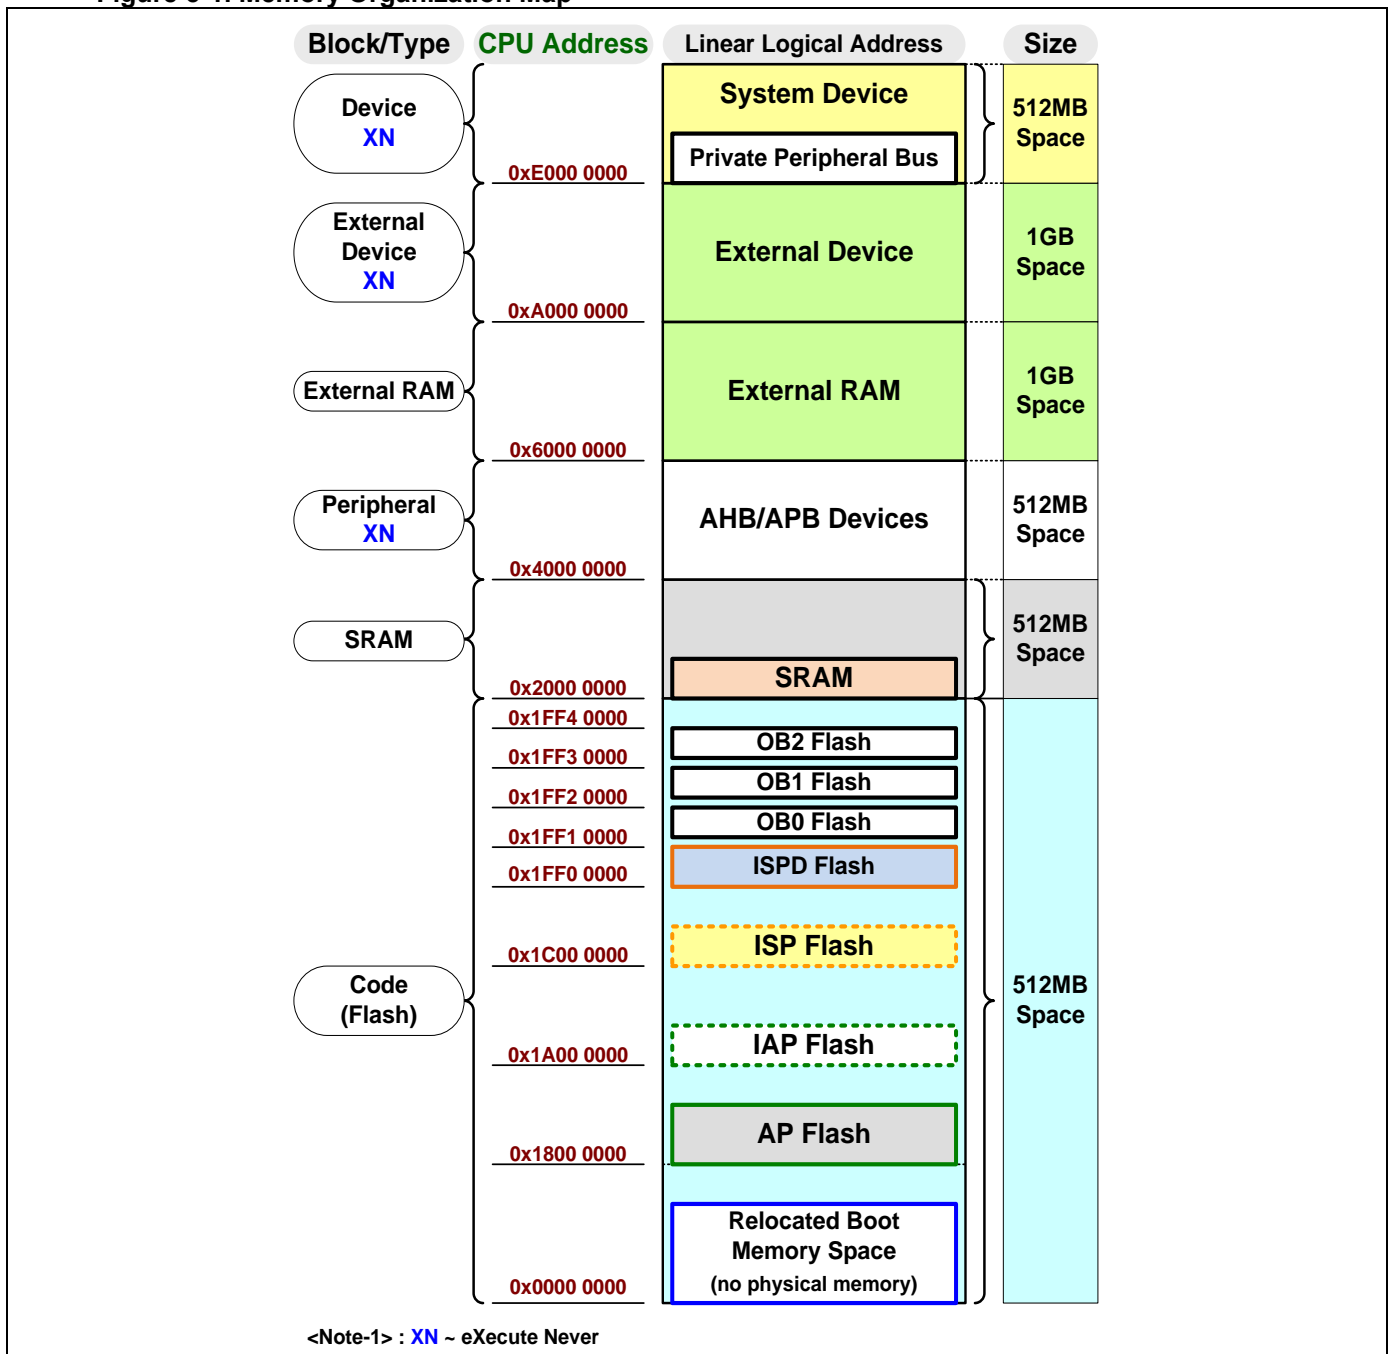 Block/Type CPU Address Linear Logical Address Size
System Device
Device
XN
512MB
Space
Private Peripheral Bus
0xE000 0000
External
Device
XN
External Device
1GB
Space
0xA000 0000
External RAM
External RAM
1GB
Space
0x6000 0000
Peripheral
XN
AHB/APB Devices
512MB
Space
0x4000 0000
SRAM
512MB
Space
SRAM
0x2000 0000
0x1FF4 0000
OB2 Flash
0x1FF3 0000
OB1 Flash
0x1FF2 0000
OB0 Flash
0x1FF1 0000
ISPD Flash
0x1FF0 0000
ISP Flash
0x1C00 0000
Code
(Flash)
512MB
Space
IAP Flash
0x1A00 0000
AP Flash
0x1800 0000
Relocated Boot
Memory Space
(no physical memory)
0x0000 0000
<Note-1> : XN ~ eXecute Never